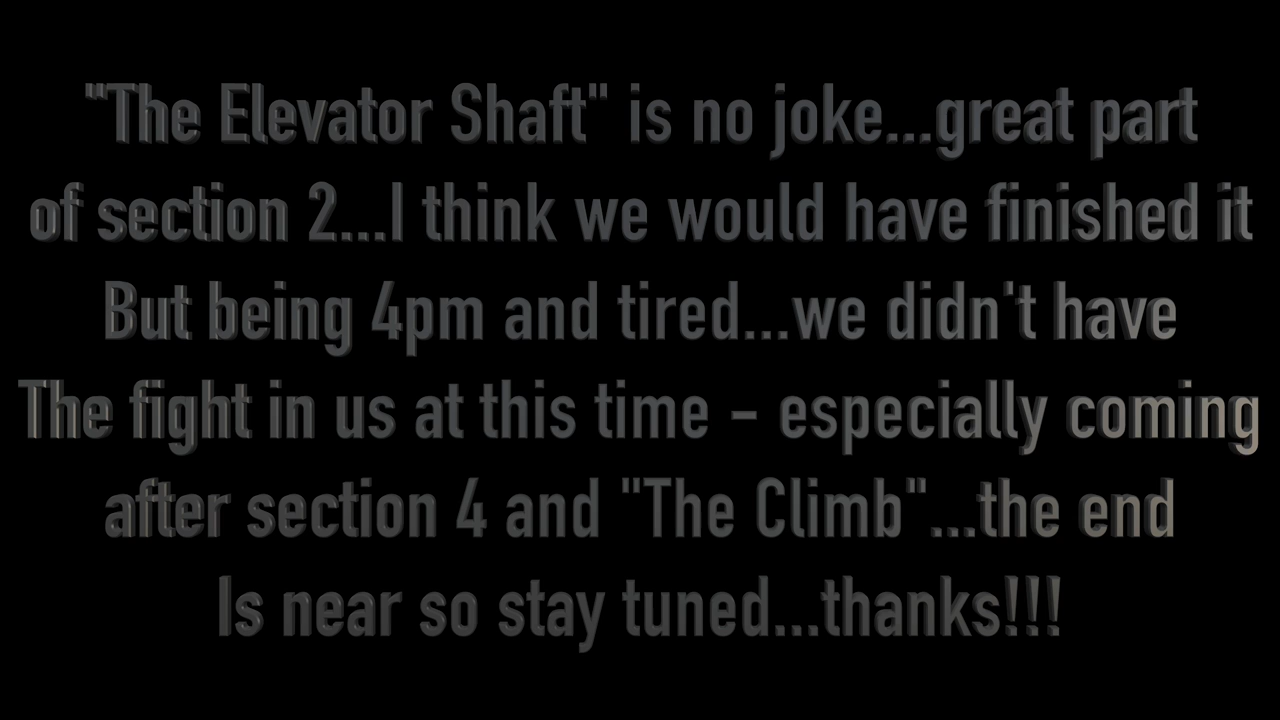 "The Elevator Shaft" is no joke...great part
of section 2...I think we would have finished it
But being 4pm and tired...we didn't have
The fight in us at this time - especially coming
after section 4 and "The Climb"...the end
Is near so stay tuned...thanks!!!